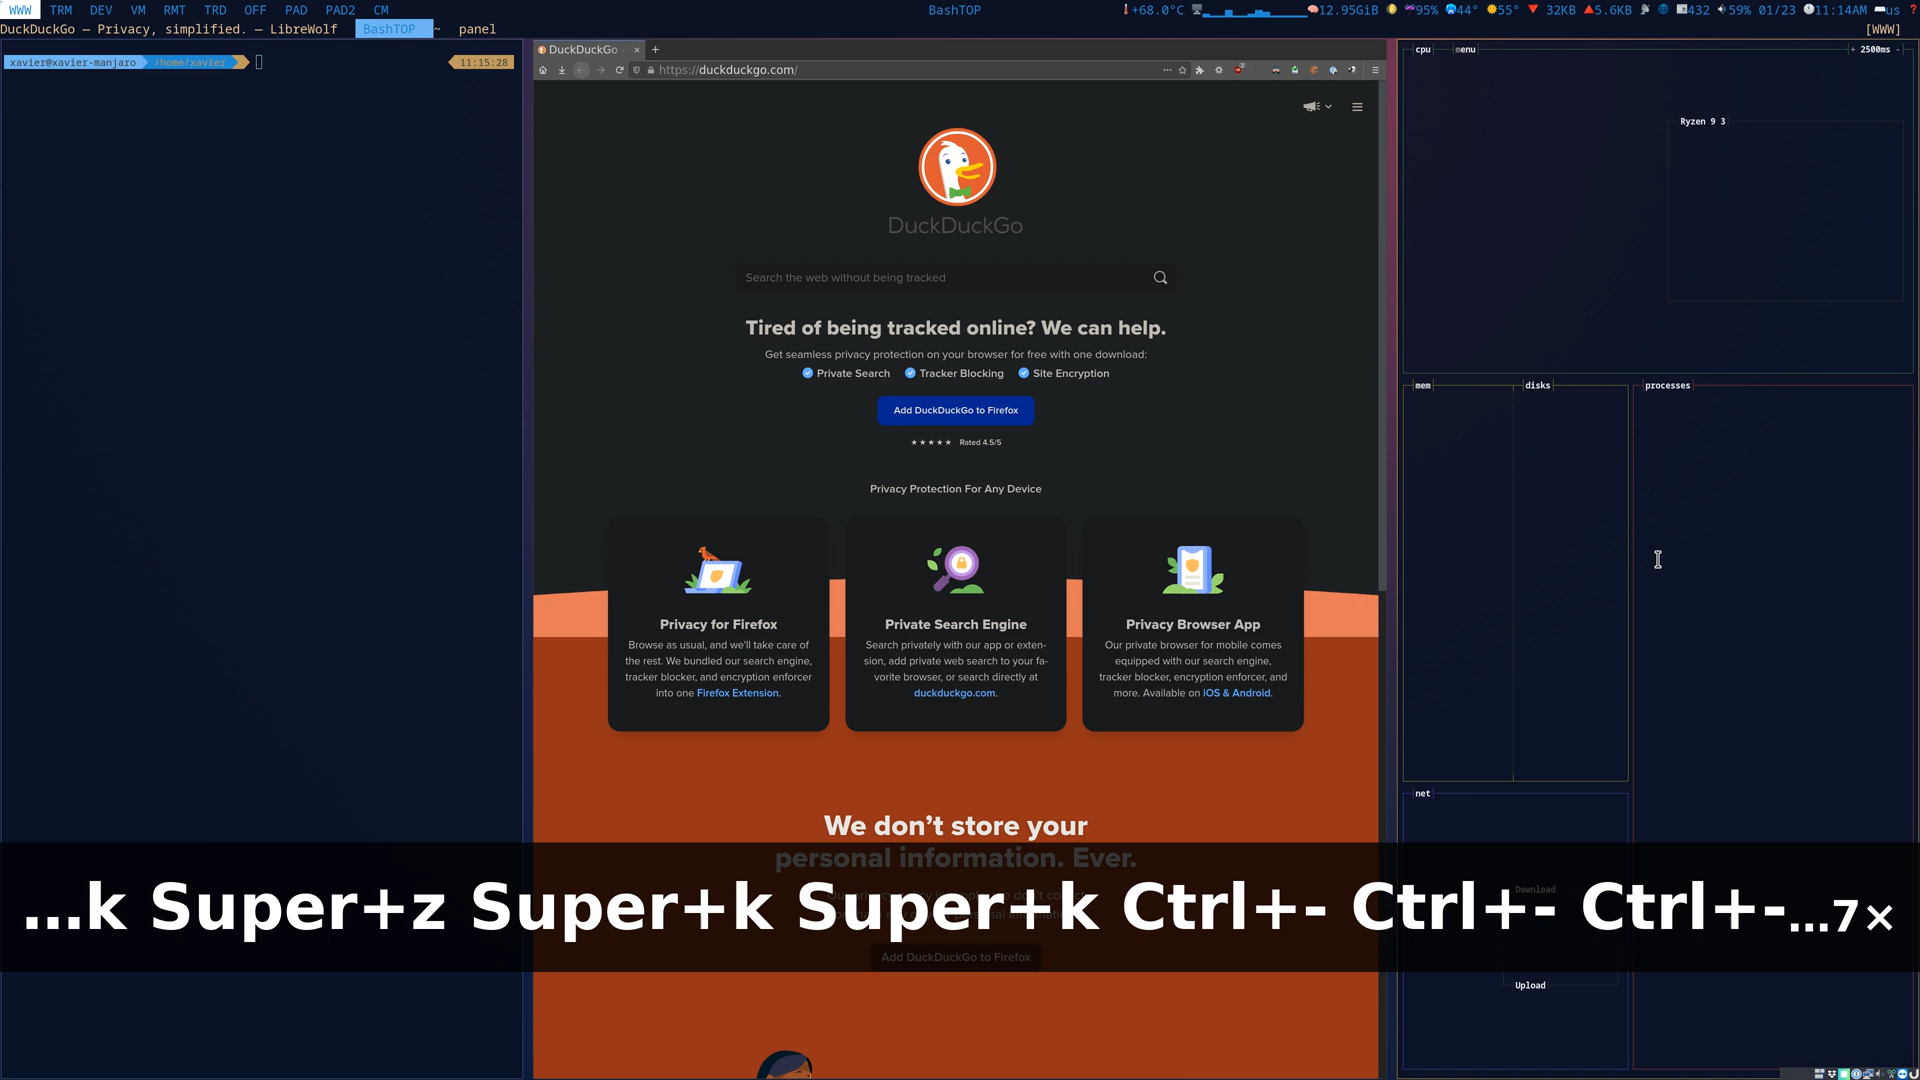 WWW TRM DEV VM RMT TRD OFF PAD PAD2 CM BashTOP +68.0°C 12.95GiB 95% 44° 55° 32KB 5.6KB 432 59% 01/23 11:14AM us ?
DuckDuckGo — Privacy, simplified. — LibreWolf BashTOP ~ panel [WWW]
xavier@xavier-manjaro /home/xavier 11:15:28
DuckDuckGo
https://duckduckgo.com/
DuckDuckGo
Search the web without being tracked
Tired of being tracked online? We can help.
Get seamless privacy protection on your browser for free with one download:
Private Search Tracker Blocking Site Encryption
Add DuckDuckGo to Firefox
★★★★★ Rated 4.5/5
Privacy Protection For Any Device
Privacy for Firefox
Browse as usual, and we'll take care of
the rest. We bundled our search engine,
tracker blocker, and encryption enforcer
into one Firefox Extension.
Private Search Engine
Search privately with our app or exten-
sion, add private web search to your fa-
vorite browser, or search directly at
duckduckgo.com.
Privacy Browser App
Our private browser for mobile comes
equipped with our search engine,
tracker blocker, encryption enforcer, and
more. Available on iOS & Android.
We don't store your
personal information. Ever.
Add DuckDuckGo to Firefox
cpu menu + 2500ms -
Ryzen 9 3
mem disks processes
net
Download
Upload
...k Super+z Super+k Super+k Ctrl+- Ctrl+- Ctrl+-...7×